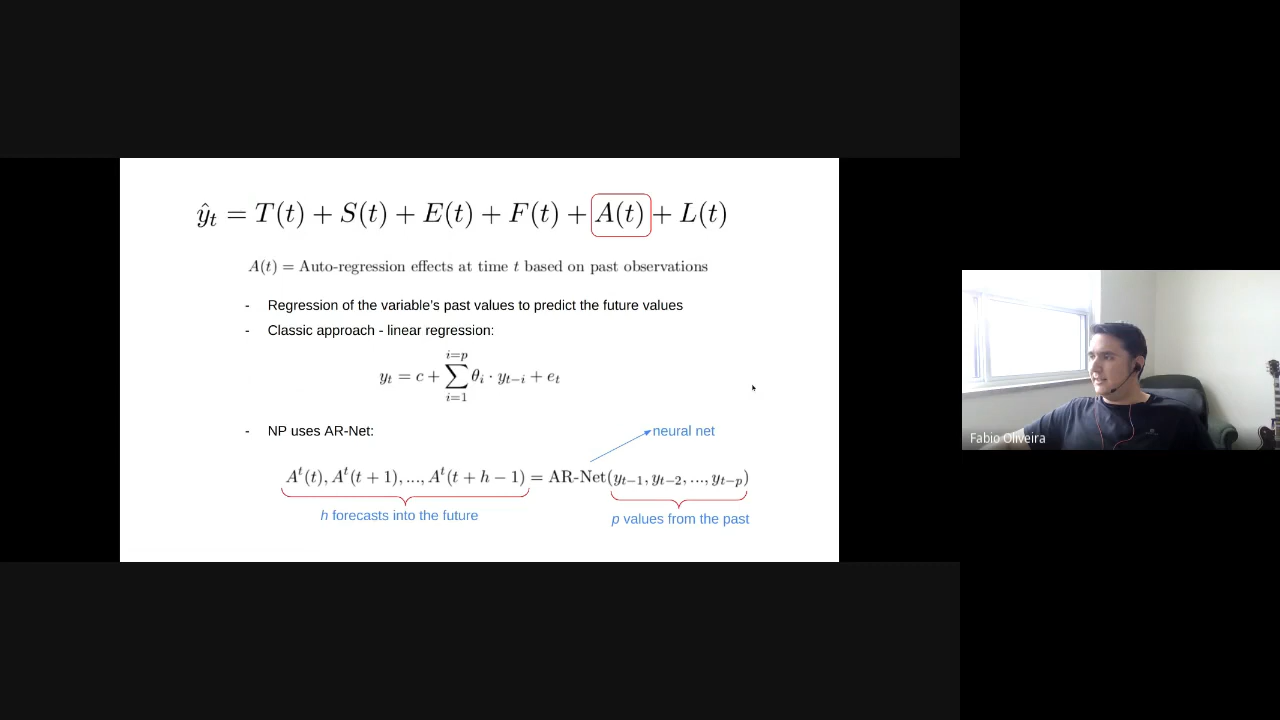 ŷ_t = T(t) + S(t) + E(t) + F(t) + A(t) + L(t)
A(t) = Auto-regression effects at time t based on past observations
- Regression of the variable's past values to predict the future values
- Classic approach - linear regression:
y_t = c + ∑_{i=1}^{i=p} θ_i · y_{t−i} + e_t
- NP uses AR-Net:
neural net
A^t(t), A^t(t + 1), ..., A^t(t + h − 1) = AR-Net(y_{t−1}, y_{t−2}, ..., y_{t−p})
h forecasts into the future
p values from the past
Fabio Oliveira